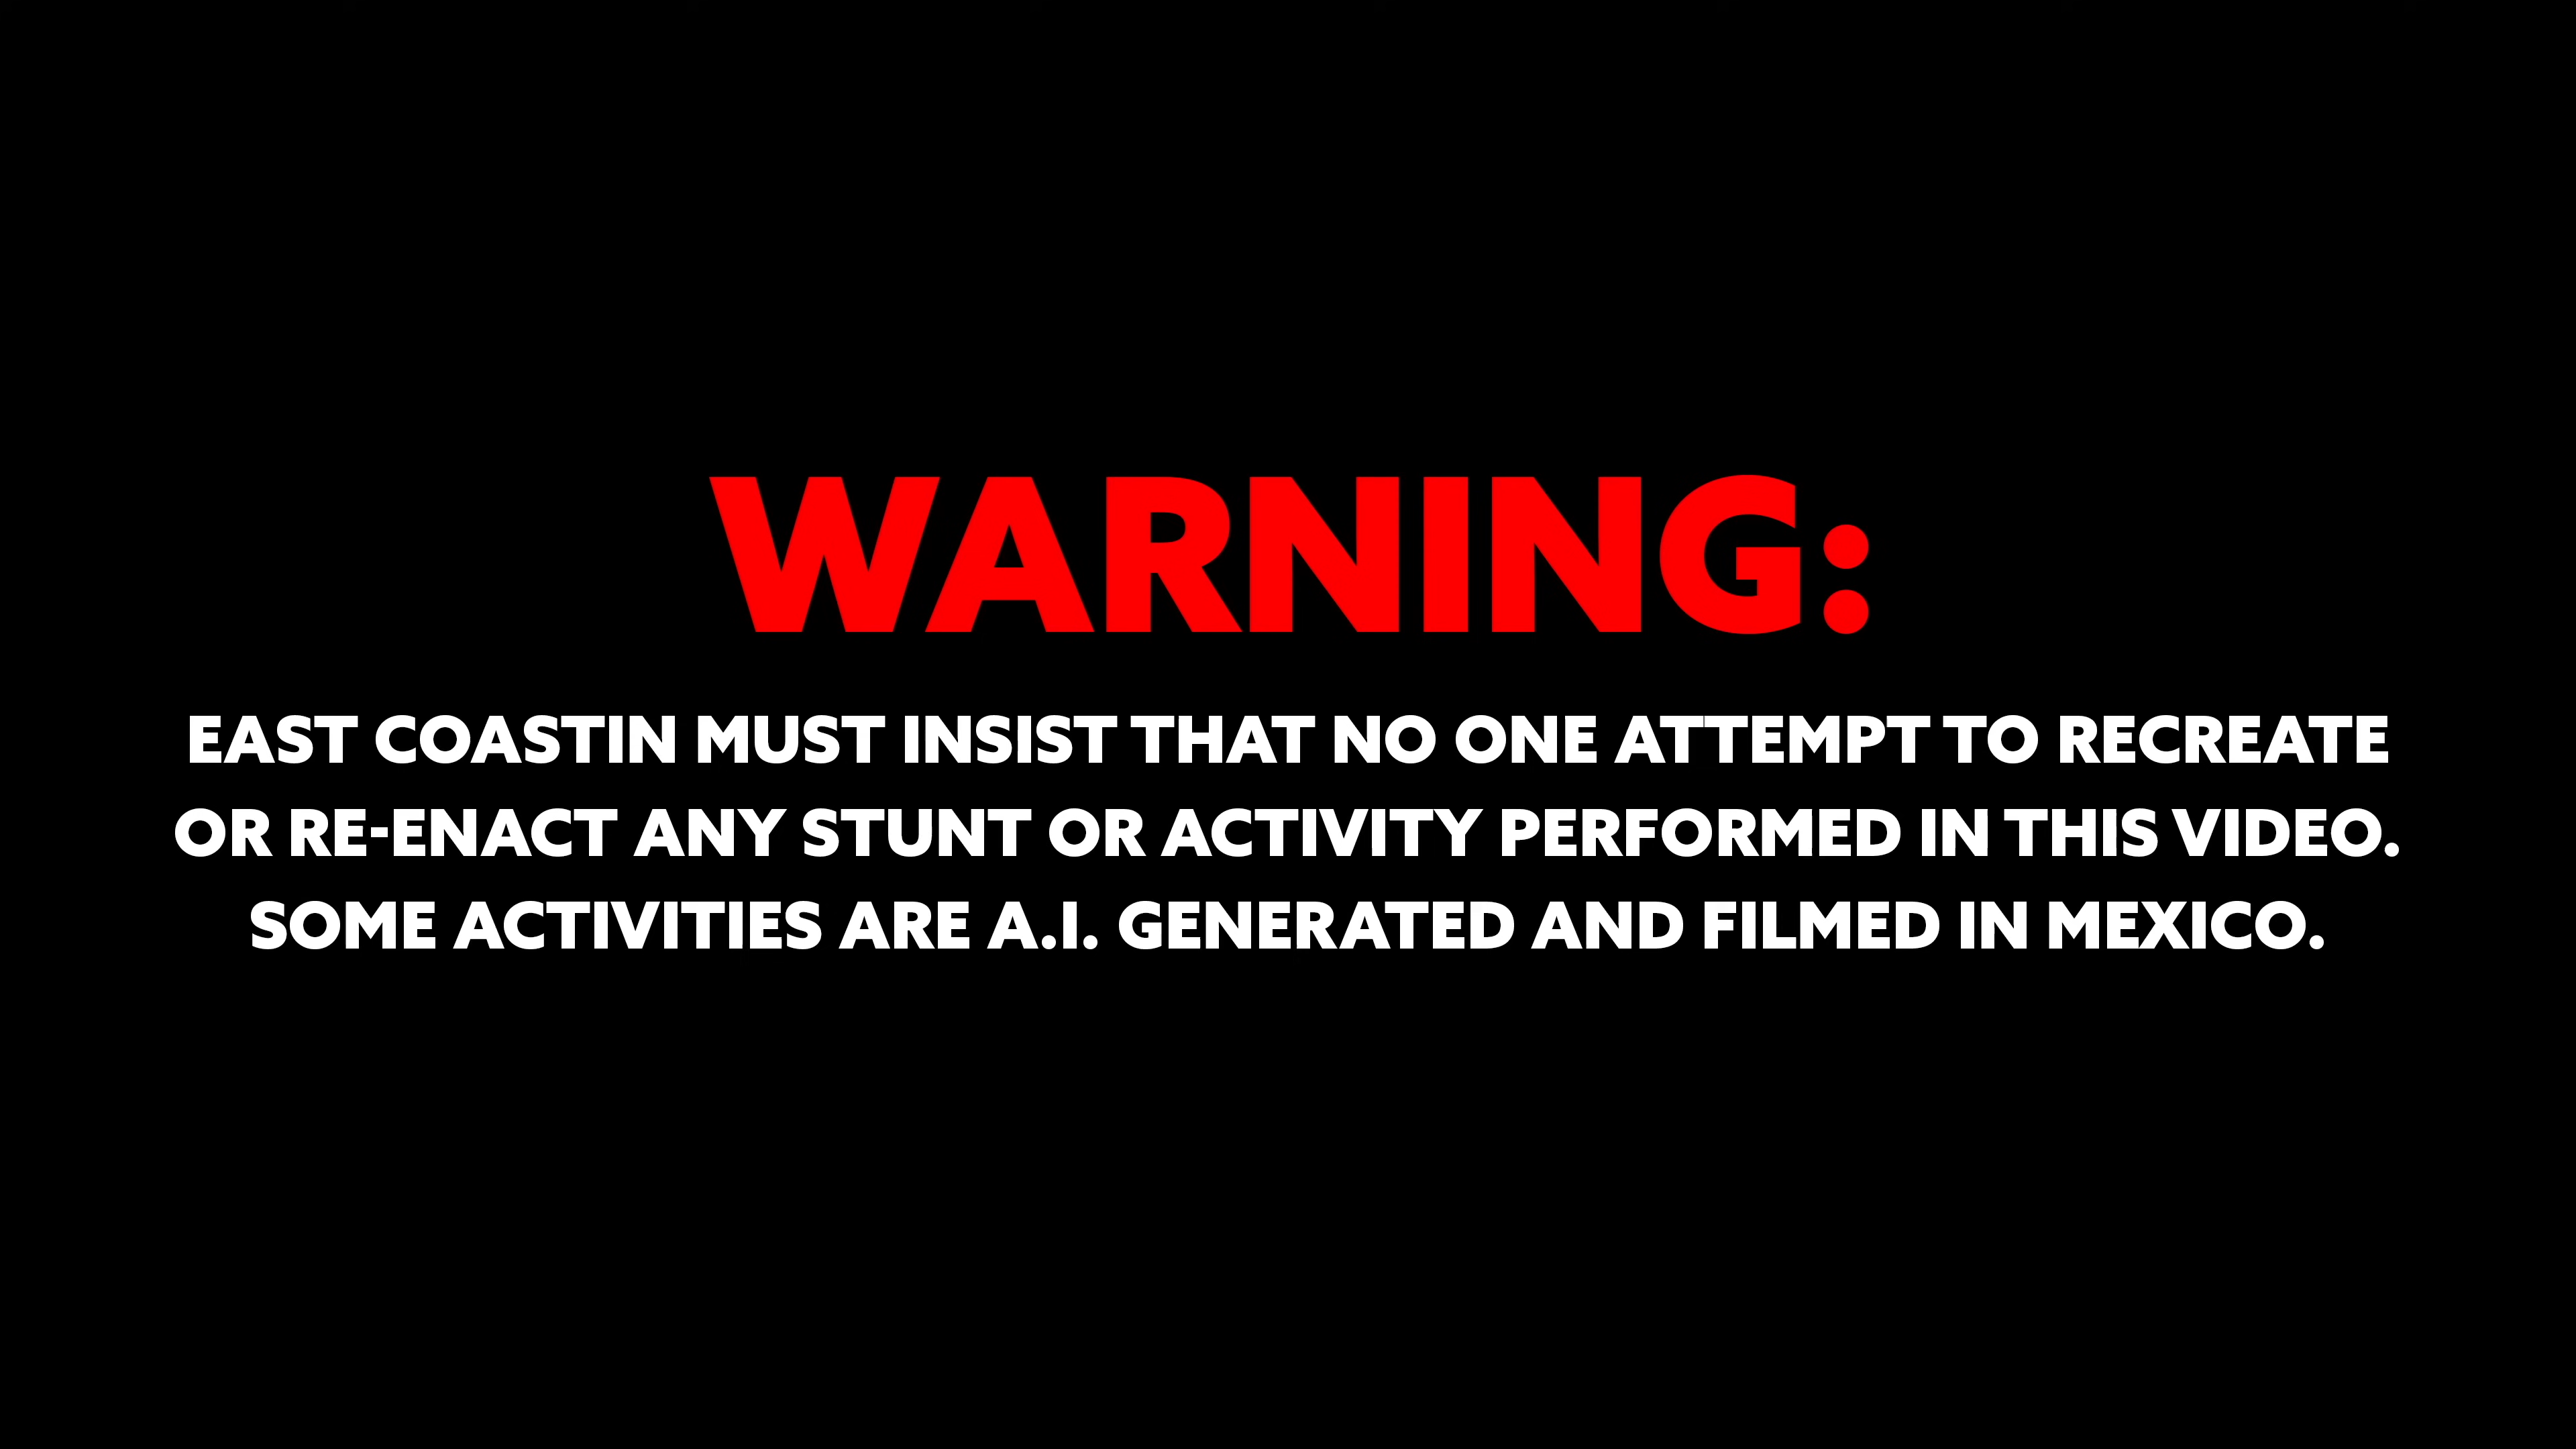 WARNING:
EAST COASTIN MUST INSIST THAT NO ONE ATTEMPT TO RECREATE
OR RE-ENACT ANY STUNT OR ACTIVITY PERFORMED IN THIS VIDEO.
SOME ACTIVITIES ARE A.I. GENERATED AND FILMED IN MEXICO.